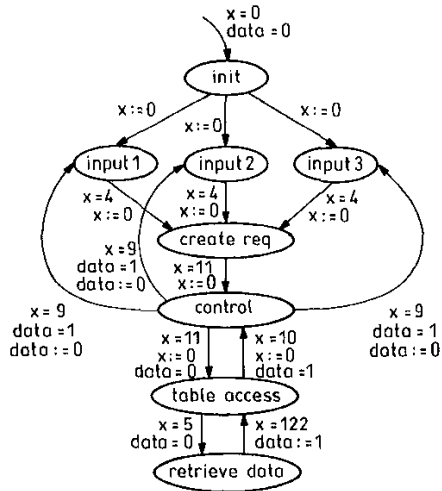 x=0
data=0
init
x:=0
x:=0
x:=0
input 1
input 2
input 3
x=4
x:=0
x=4
x:=0
x=4
x:=0
create req
x=9
data=1
data:=0
x=11
x:=0
control
x=9
data=1
data:=0
x=9
data=1
data:=0
x=11
x:=0
data=0
x=10
x:=0
data=1
table access
x=5
data=0
x=122
data:=1
retrieve data